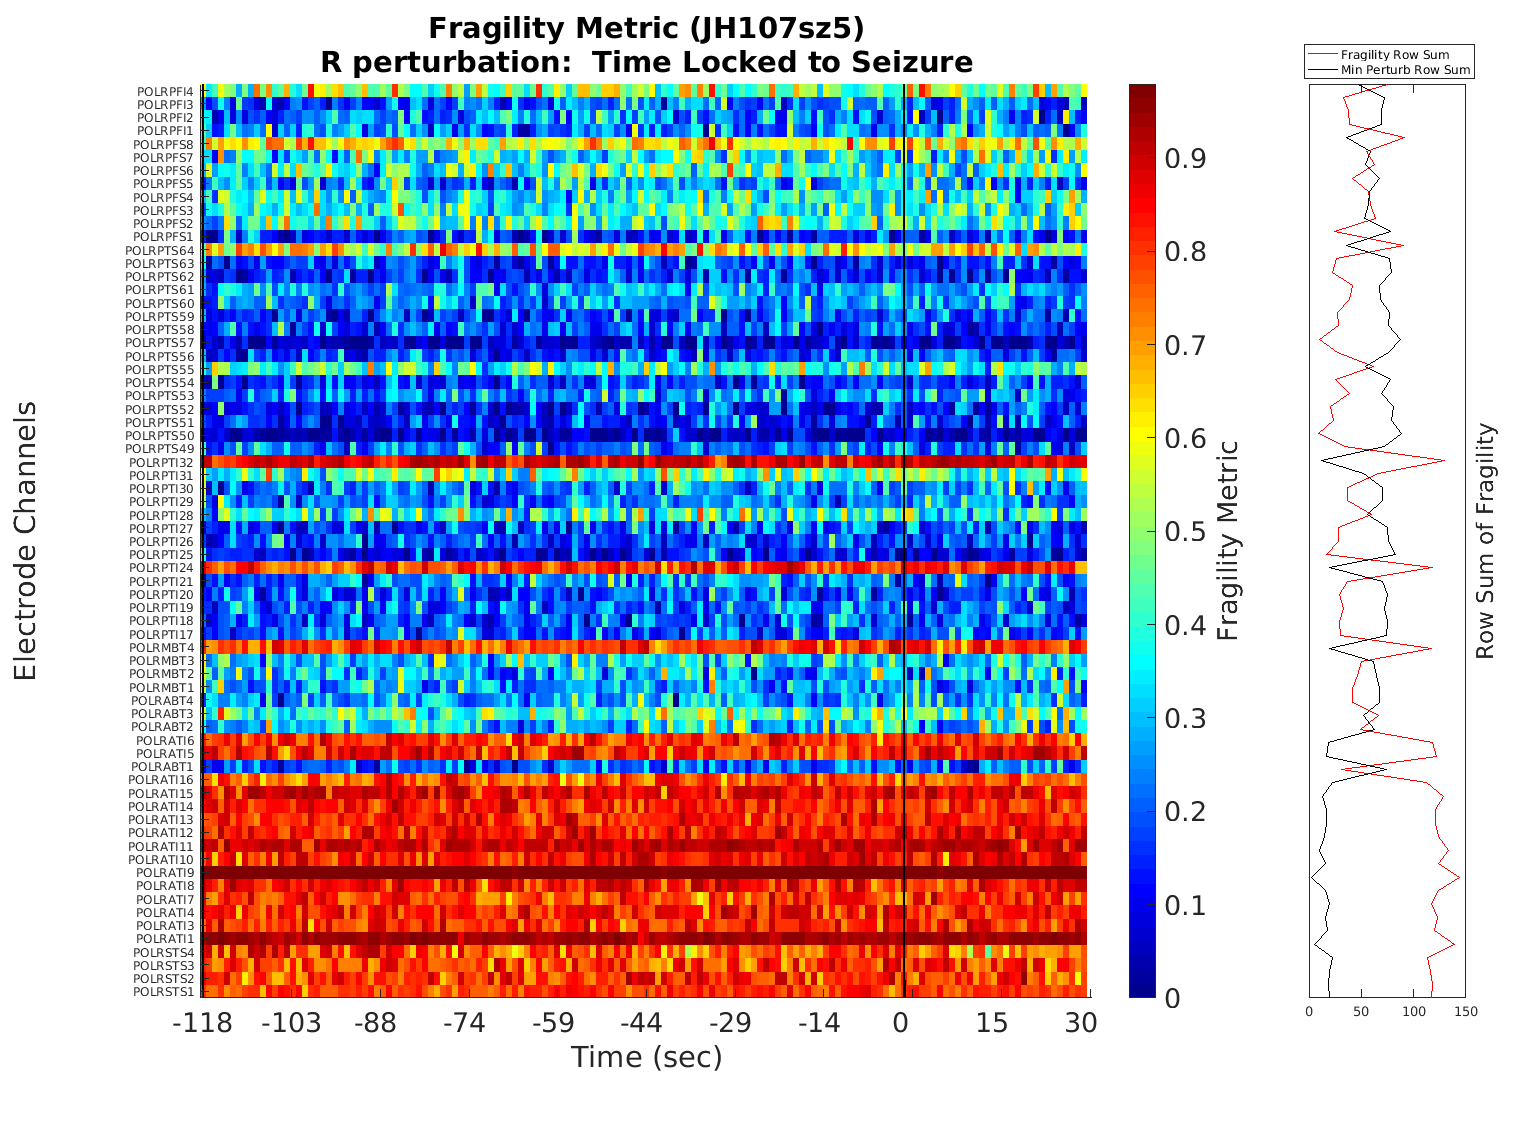 Fragility Metric (JH107sz5)
R perturbation:  Time Locked to Seizure
Electrode Channels
POLRPFI4
POLRPFI3
POLRPFI2
POLRPFI1
POLRPFS8
POLRPFS7
POLRPFS6
POLRPFS5
POLRPFS4
POLRPFS3
POLRPFS2
POLRPFS1
POLRPTS64
POLRPTS63
POLRPTS62
POLRPTS61
POLRPTS60
POLRPTS59
POLRPTS58
POLRPTS57
POLRPTS56
POLRPTS55
POLRPTS54
POLRPTS53
POLRPTS52
POLRPTS51
POLRPTS50
POLRPTS49
POLRPTI32
POLRPTI31
POLRPTI30
POLRPTI29
POLRPTI28
POLRPTI27
POLRPTI26
POLRPTI25
POLRPTI24
POLRPTI21
POLRPTI20
POLRPTI19
POLRPTI18
POLRPTI17
POLRMBT4
POLRMBT3
POLRMBT2
POLRMBT1
POLRABT4
POLRABT3
POLRABT2
POLRATI6
POLRATI5
POLRABT1
POLRATI16
POLRATI15
POLRATI14
POLRATI13
POLRATI12
POLRATI11
POLRATI10
POLRATI9
POLRATI8
POLRATI7
POLRATI4
POLRATI3
POLRATI1
POLRSTS4
POLRSTS3
POLRSTS2
POLRSTS1
-118 -103 -88 -74 -59 -44 -29 -14 0 15 30
Time (sec)
0.9
0.8
0.7
0.6
0.5
0.4
0.3
0.2
0.1
0
Fragility Metric
Fragility Row Sum
Min Perturb Row Sum
0 50 100 150
Row Sum of Fragility